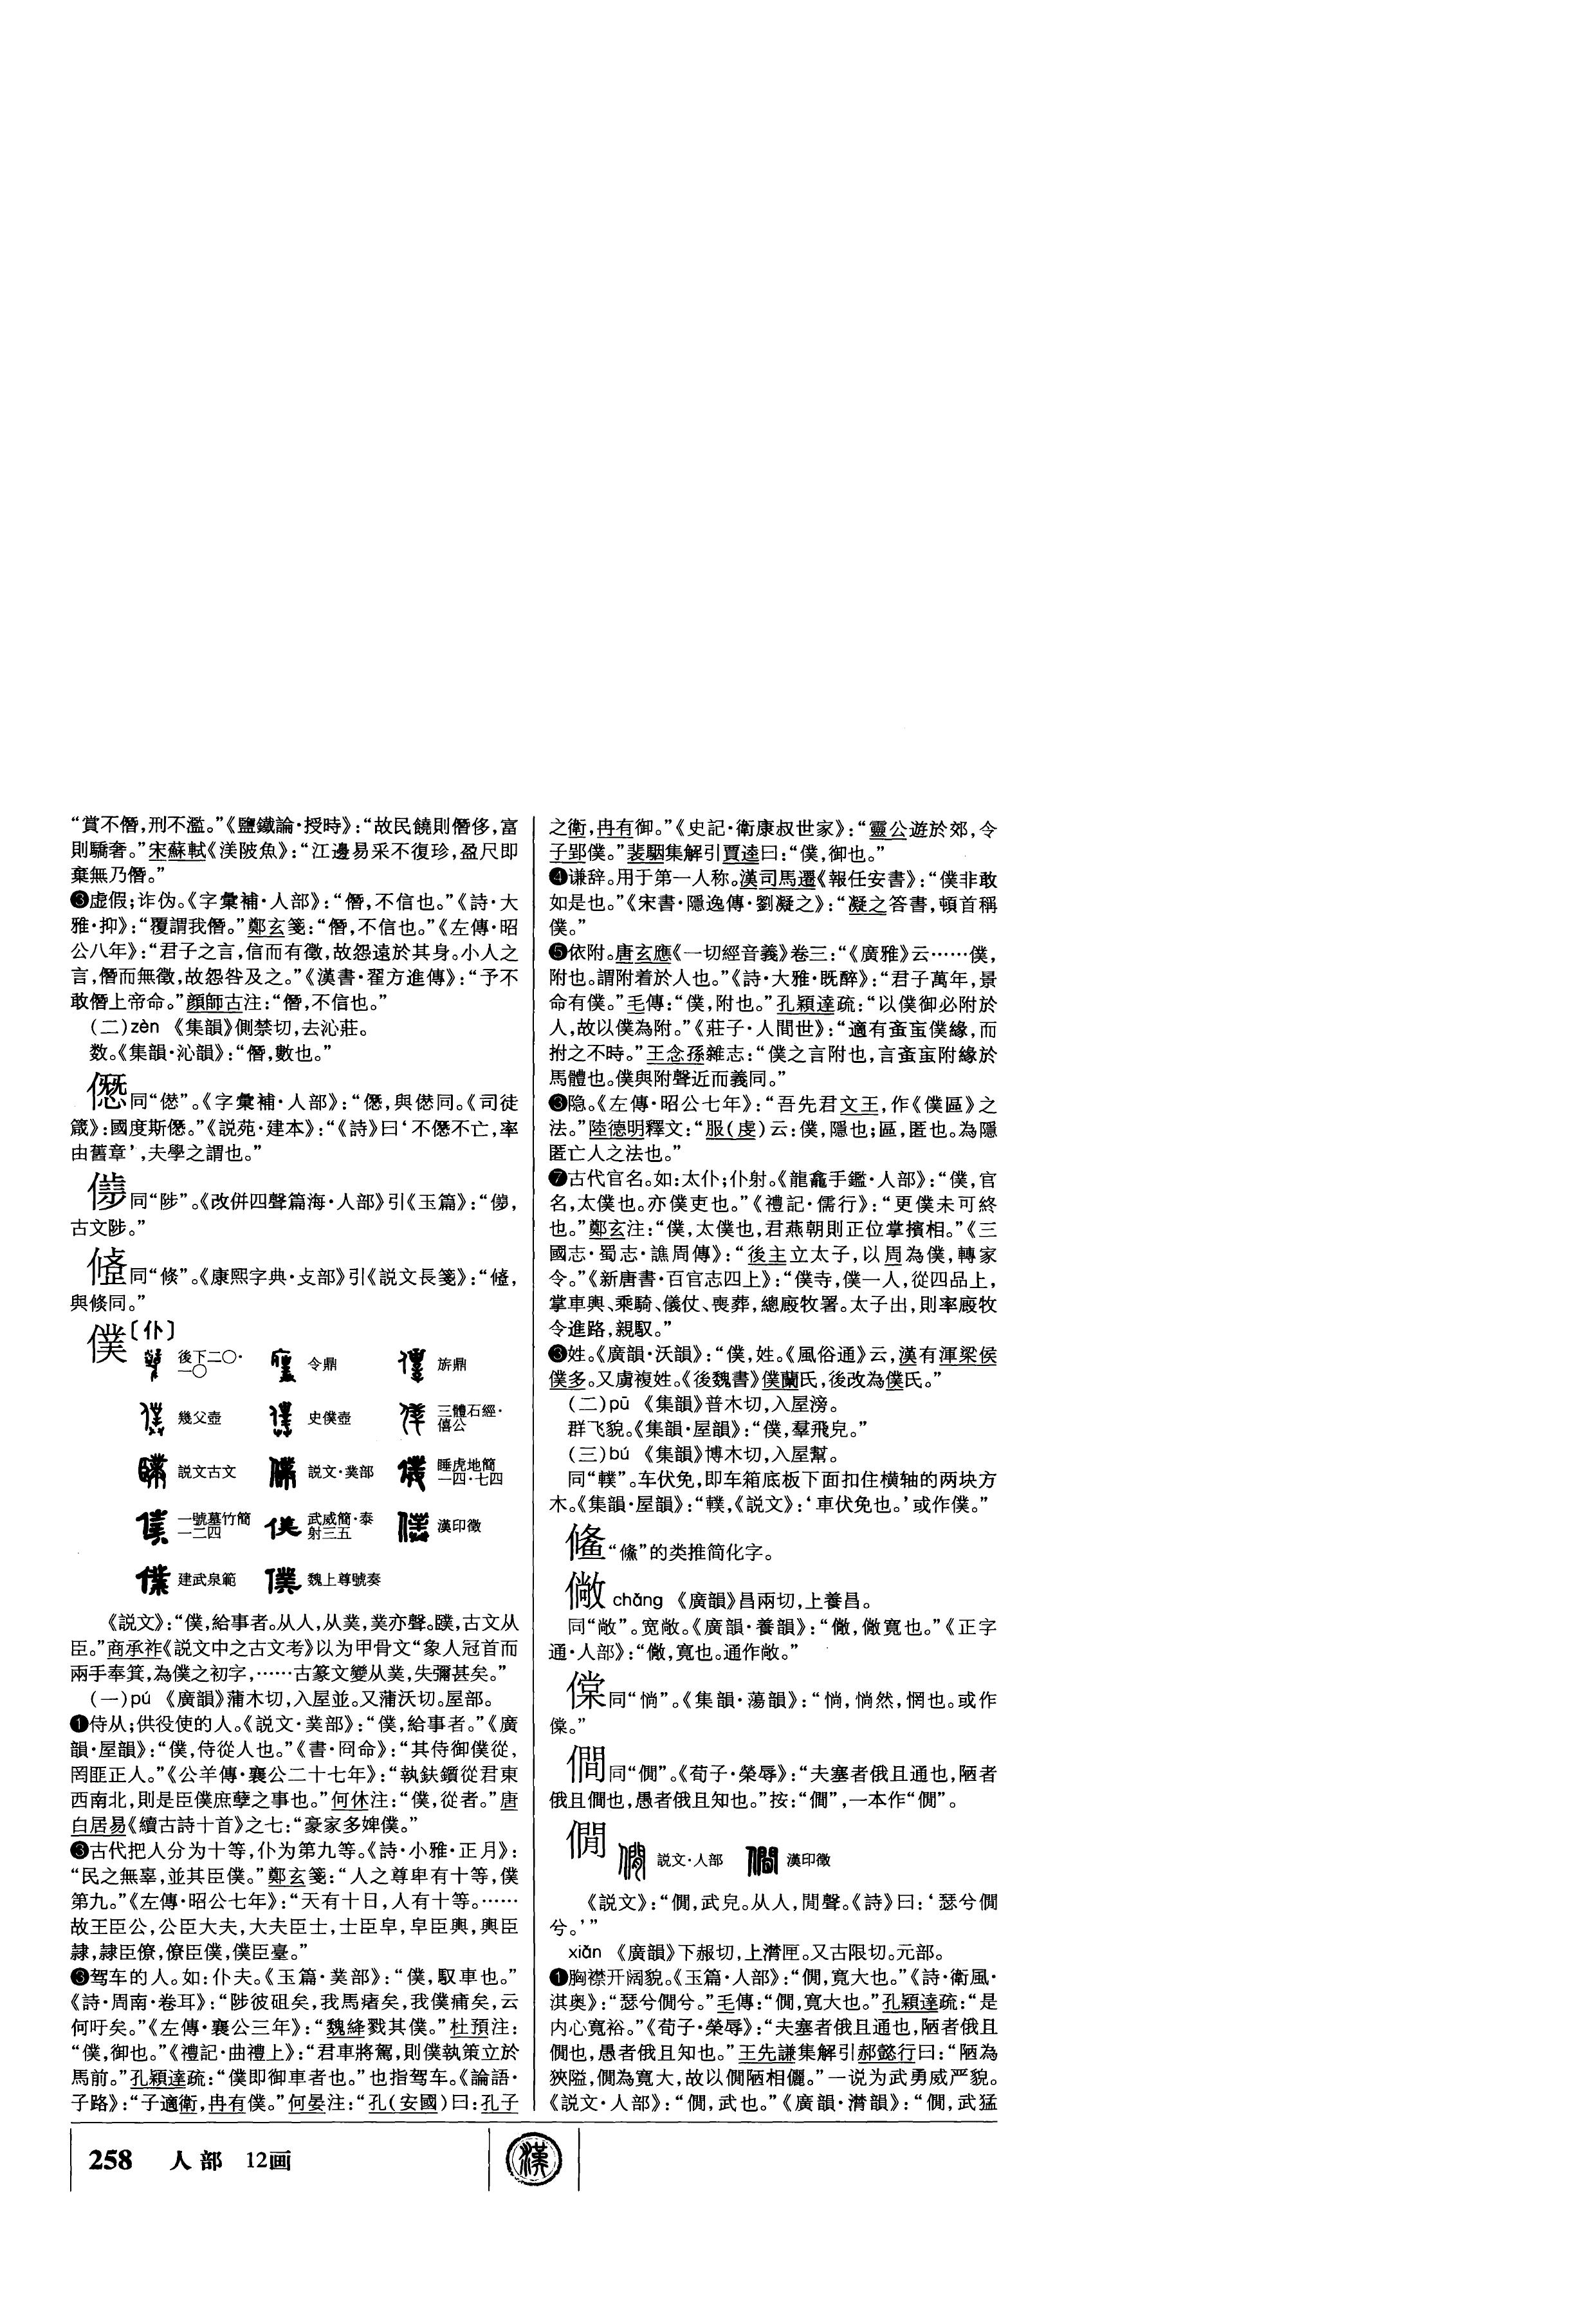 “賞不僭，刑不濫。”《鹽鐵論·授時》：“故民饒則僭侈，富
則驕奢。”宋蘇軾《渼陂魚》：“江邊易采不復珍，盈尺即
棄無乃僭。”
❸虚假；诈伪。《字彙補·人部》：“僭，不信也。”《詩·大
雅·抑》：“覆謂我僭。”鄭玄箋：“僭，不信也。”《左傳·昭
公八年》：“君子之言，信而有徵，故怨遠於其身。小人之
言，僭而無徵，故怨咎及之。”《漢書·翟方進傳》：“予不
敢僭上帝命。”顔師古注：“僭，不信也。”
（二）zèn 《集韻》側禁切，去沁莊。
数。《集韻·沁韻》：“僭，數也。”
同“㒋”。《字彙補·人部》：“
箴》：國度斯。”《説苑·建本》：“《詩》曰‘不不亡，率
由舊章’，夫學之謂也。”
同“陟”。《改併四聲篇海·人部》引《玉篇》：“
古文陟。”
同“倏”。《康熙字典·攴部》引《説文長箋》：“
與倏同。”
僕〔仆〕
後下二〇·一〇 令鼎 旂鼎
幾父壺 史僕壺 三體石經·僖公
説文古文 説文·菐部 睡虎地簡一四·七四
一號墓竹簡一二四 武威簡·泰射三五 漢印徵
建武泉範 魏上尊號奏
《説文》：“僕，給事者。从人，从菐，菐亦聲。䑑，古文从
臣。”商承祚《説文中之古文考》以为甲骨文“象人冠首而
兩手奉箕，為僕之初字，……古篆文變从菐，失彌甚矣。”
（一）pú 《廣韻》蒲木切，入屋並。又蒲沃切。屋部。
❶侍从；供役使的人。《説文·菐部》：“僕，給事者。”《廣
韻·屋韻》：“僕，侍從人也。”《書·冏命》：“其侍御僕從，
罔匪正人。”《公羊傳·襄公二十七年》：“執鈇鑕從君東
西南北，則是臣僕庶孽之事也。”何休注：“僕，從者。”唐
白居易《續古詩十首》之七：“豪家多婢僕。”
❸古代把人分为十等，仆为第九等。《詩·小雅·正月》：
“民之無辜，並其臣僕。”鄭玄箋：“人之尊卑有十等，僕
第九。”《左傳·昭公七年》：“天有十日，人有十等。……
故王臣公，公臣大夫，大夫臣士，士臣皁，皁臣輿，輿臣
隸，隸臣僚，僚臣僕，僕臣臺。”
❸驾车的人。如：仆夫。《玉篇·菐部》：“僕，馭車也。”
《詩·周南·卷耳》：“陟彼砠矣，我馬瘏矣，我僕痡矣，云
何吁矣。”《左傳·襄公三年》：“魏絳戮其僕。”杜預注：
“僕，御也。”《禮記·曲禮上》：“君車將駕，則僕執策立於
馬前。”孔穎達疏：“僕即御車者也。”也指驾车。《論語·
子路》：“子適衛，冉有僕。”何晏注：“孔（安國）曰：孔子
之衛，冉有御。”《史記·衛康叔世家》：“靈公遊於郊，令
子郢僕。”裴駰集解引賈逵曰：“僕，御也。”
❹谦辞。用于第一人称。漢司馬遷《報任安書》：“僕非敢
如是也。”《宋書·隱逸傳·劉凝之》：“凝之答書，頓首稱
僕。”
❺依附。唐玄應《一切經音義》卷三：“《廣雅》云……僕，
附也。謂附着於人也。”《詩·大雅·既醉》：“君子萬年，景
命有僕。”毛傳：“僕，附也。”孔穎達疏：“以僕御必附於
人，故以僕為附。”《莊子·人間世》：“適有蚉䖟僕緣，而
拊之不時。”王念孫雜志：“僕之言附也，言蚉䖟附緣於
馬體也。僕與附聲近而義同。”
❸隐。《左傳·昭公七年》：“吾先君文王，作《僕區》之
法。”陸德明釋文：“服（虔）云：僕，隱也；區，匿也。為隱
匿亡人之法也。”
❼古代官名。如：太仆；仆射。《龍龕手鑑·人部》：“僕，官
名，太僕也。亦僕吏也。”《禮記·儒行》：“更僕未可終
也。”鄭玄注：“僕，太僕也，君燕朝則正位掌擯相。”《三
國志·蜀志·譙周傳》：“後主立太子，以周為僕，轉家
令。”《新唐書·百官志四上》：“僕寺，僕一人，從四品上，
掌車輿、乘騎、儀仗、喪葬，總廄牧署。太子出，則率廄牧
令進路，親馭。”
❸姓。《廣韻·沃韻》：“僕，姓。《風俗通》云，漢有渾梁侯
僕多。又虜複姓。《後魏書》僕蘭氏，後改為僕氏。”
（二）pū 《集韻》普木切，入屋滂。
群飞貌。《集韻·屋韻》：“僕，羣飛皃。”
（三）bú 《集韻》博木切，入屋幫。
同“轐”。车伏免，即车箱底板下面扣住横轴的两块方
木。《集韻·屋韻》：“轐，《説文》：‘車伏免也。’或作僕。”
的类推简化字。
僘 chǎng 《廣韻》昌兩切，上養昌。
同“敞”。宽敞。《廣韻·養韻》：“僘，僘寬也。”《正字
通·人部》：“僘，寬也。通作敞。”
㒉同“惝”。《集韻·蕩韻》：“惝，惝然，惘也。或作
㒉。”
僴同“僩”。《荀子·榮辱》：“夫塞者俄且通也，陋者
俄且僴也，愚者俄且知也。”按：“僴”，一本作“僩”。
僩 説文·人部 漢印徵
《説文》：“僩，武皃。从人，閒聲。《詩》曰：‘瑟兮僩
兮。’”
xiǎn 《廣韻》下赧切，上潸匣。又古限切。元部。
❶胸襟开阔貌。《玉篇·人部》：“僩，寬大也。”《詩·衛風·
淇奥》：“瑟兮僩兮。”毛傳：“僩，寬大也。”孔穎達疏：“是
内心寬裕。”《荀子·榮辱》：“夫塞者俄且通也，陋者俄且
僩也，愚者俄且知也。”王先謙集解引郝懿行曰：“陋為
狹隘，僩為寬大，故以僩陋相儷。”一说为武勇威严貌。
《説文·人部》：“僩，武也。”《廣韻·潸韻》：“僩，武猛
258 人部 12画
漢